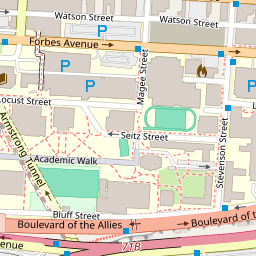 Watson Street
Watson Street
Forbes Avenue
P
P
P
P
Magee Street
Locust Street
L
Seitz Street
Stevenson Street
Armstrong Tunnel
Academic Walk
Bluff Street
Boulevard of the Allies
Boulevard of the
71B
Avenue